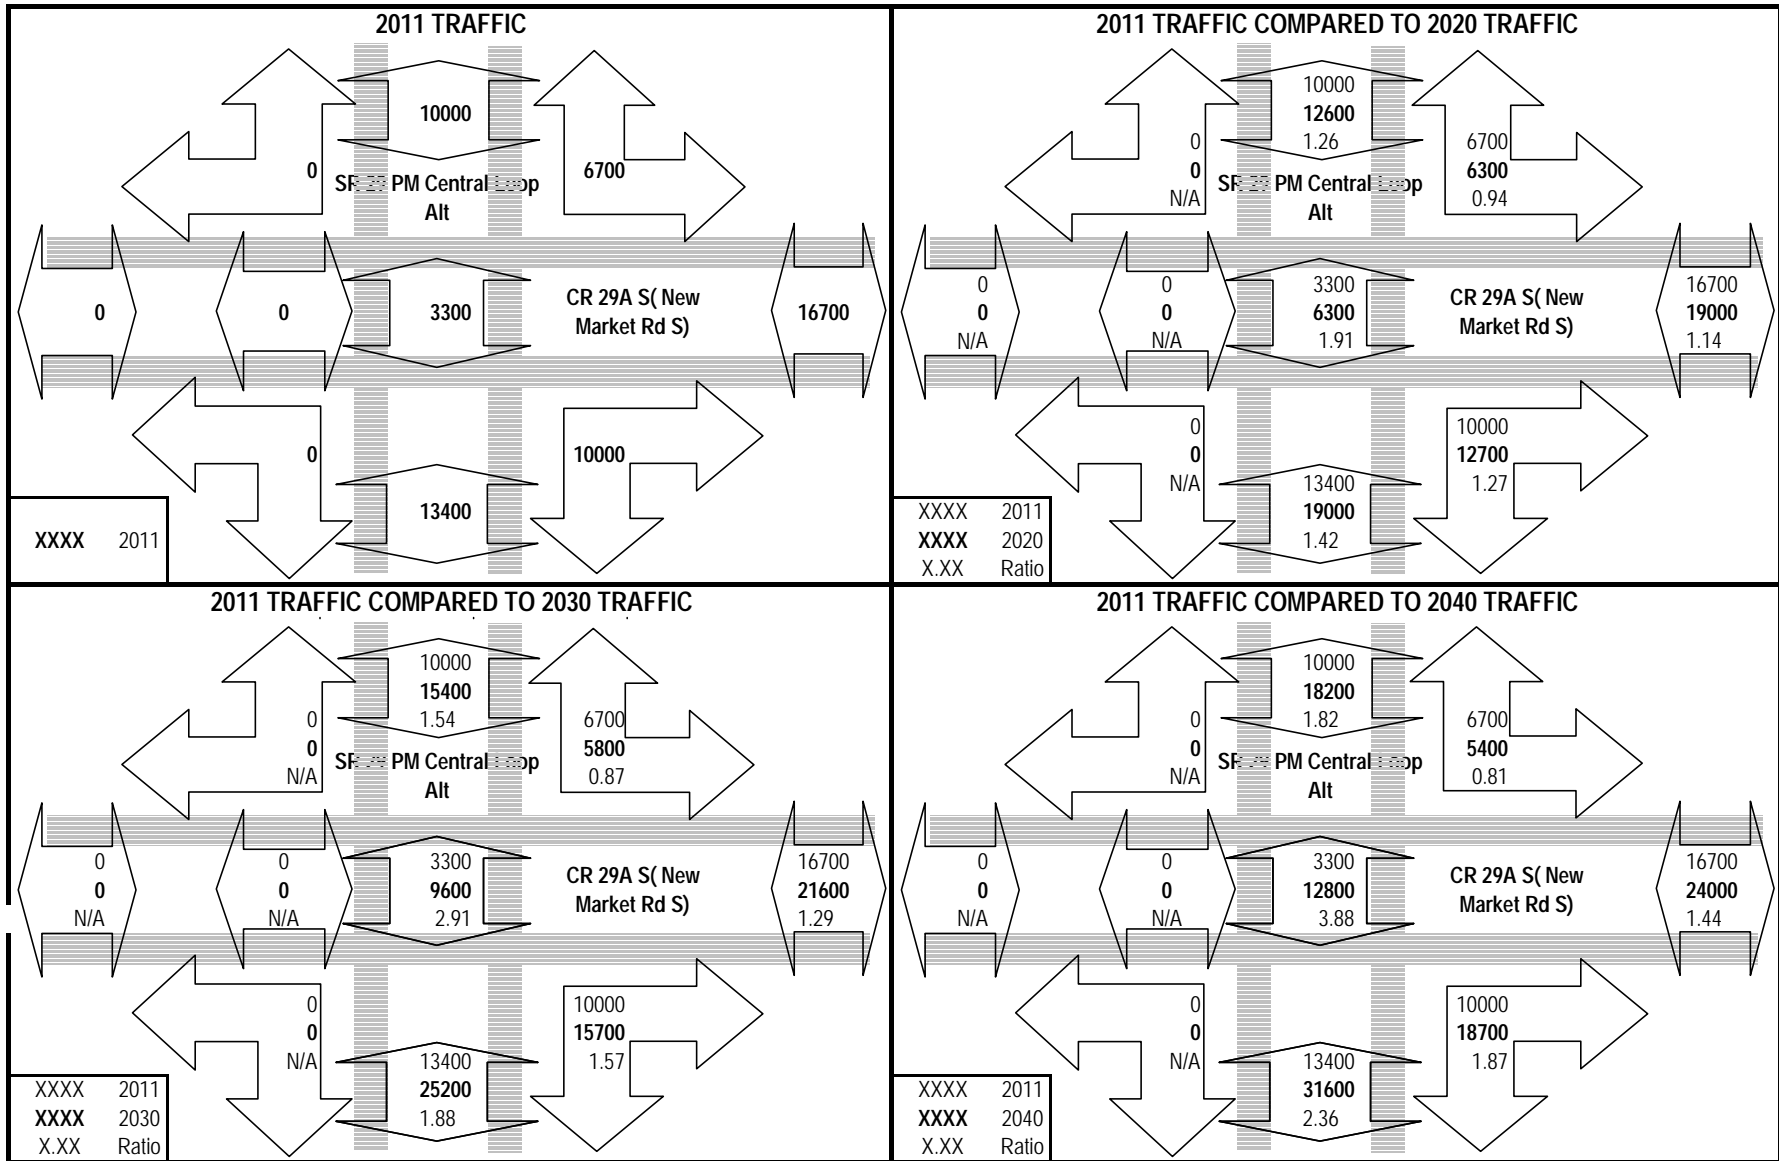 2011 TRAFFIC
10000
0
6700
PM Central
Alt
0
0
3300
CR 29A S( New
Market Rd S)
16700
0
10000
13400
XXXX 2011
2011 TRAFFIC COMPARED TO 2020 TRAFFIC
10000
12600
1.26
0
0
N/A
6700
6300
0.94
PM Central
Alt
0
0
N/A
0
0
N/A
3300
6300
1.91
CR 29A S( New
Market Rd S)
16700
19000
1.14
0
0
N/A
10000
12700
1.27
13400
19000
1.42
XXXX 2011
XXXX 2020
X.XX Ratio
2011 TRAFFIC COMPARED TO 2030 TRAFFIC
10000
15400
1.54
0
0
N/A
6700
5800
0.87
PM Central
Alt
0
0
N/A
0
0
N/A
3300
9600
2.91
CR 29A S( New
Market Rd S)
16700
21600
1.29
0
0
N/A
10000
15700
1.57
13400
25200
1.88
XXXX 2011
XXXX 2030
X.XX Ratio
2011 TRAFFIC COMPARED TO 2040 TRAFFIC
10000
18200
1.82
0
0
N/A
6700
5400
0.81
PM Central
Alt
0
0
N/A
0
0
N/A
3300
12800
3.88
CR 29A S( New
Market Rd S)
16700
24000
1.44
0
0
N/A
10000
18700
1.87
13400
31600
2.36
XXXX 2011
XXXX 2040
X.XX Ratio